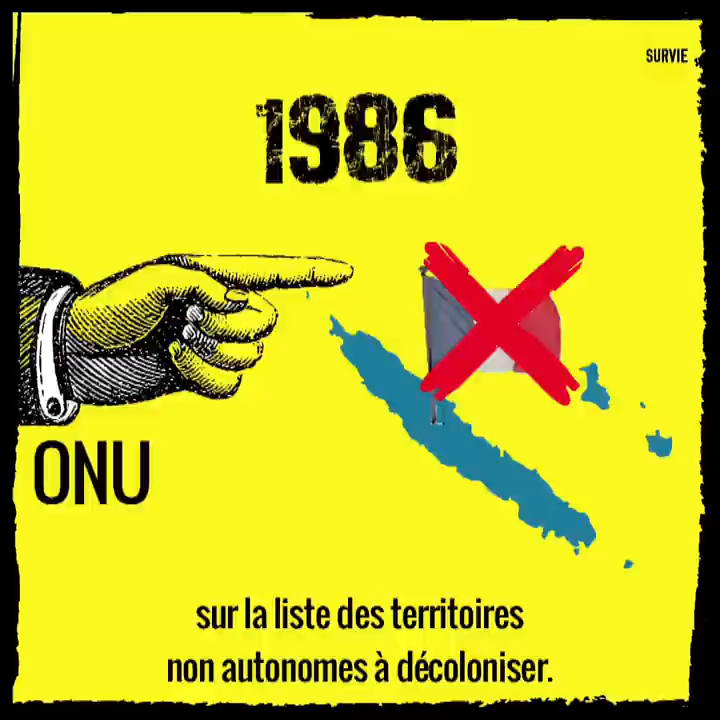 SURVIE
1986
ONU
sur la liste des territoires
non autonomes à décoloniser.